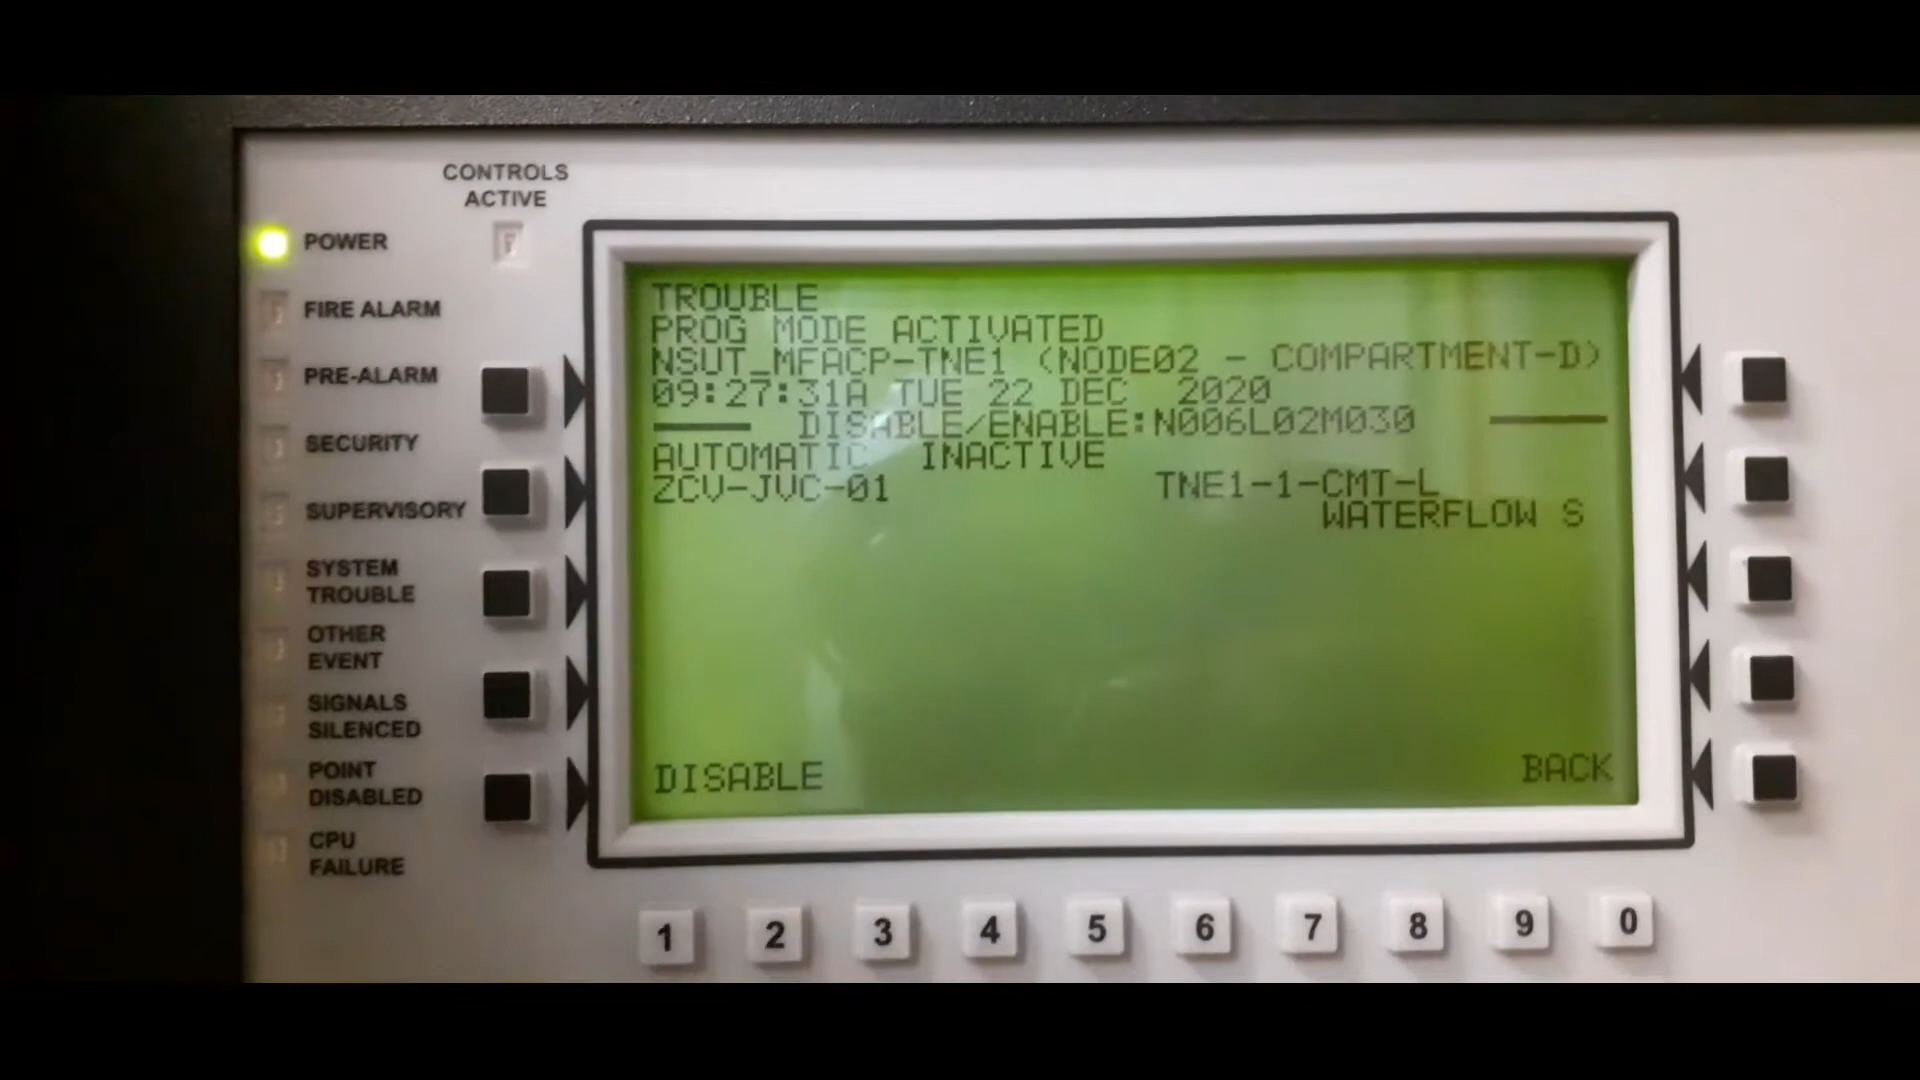 CONTROLS
ACTIVE
POWER
FIRE ALARM
PRE-ALARM
SECURITY
SUPERVISORY
SYSTEM
TROUBLE
OTHER
EVENT
SIGNALS
SILENCED
POINT
DISABLED
CPU
FAILURE
TROUBLE
PROG MODE ACTIVATED
NSUT_MFACP-TNE1 (NODE02 - COMPARTMENT-D)
09:27:31A TUE 22 DEC 2020
DISABLE/ENABLE:N006L02M030
AUTOMATIC INACTIVE
ZCV-JVC-01 TNE1-1-CMT-L
WATERFLOW S
DISABLE BACK
1 2 3 4 5 6 7 8 9 0